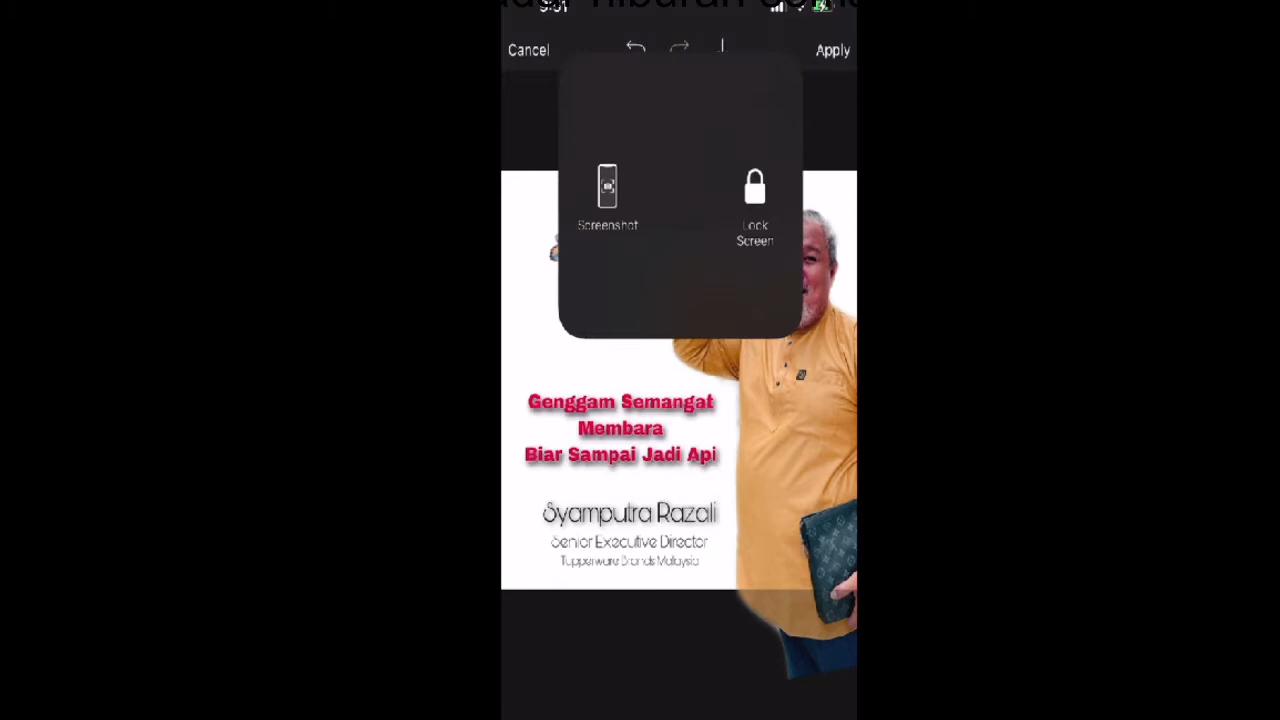 hiburan
Cancel
Apply
Screenshot
Lock
Screen
Genggam Semangat
Membara
Biar Sampai Jadi Api
Syamputra Razali
Senior Executive Director
Tupperware Brands Malaysia